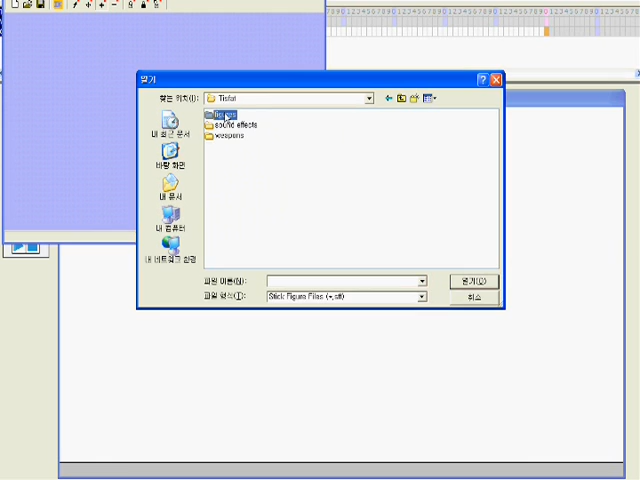 열기
찾는 위치(I): Tisfat
figures
sound effects
weapons
내 최근 문서
바탕 화면
내 문서
내 컴퓨터
내 네트워크 환경
파일 이름(N):
열기(O)
파일 형식(T): Stick Figure Files (*.stf)
취소